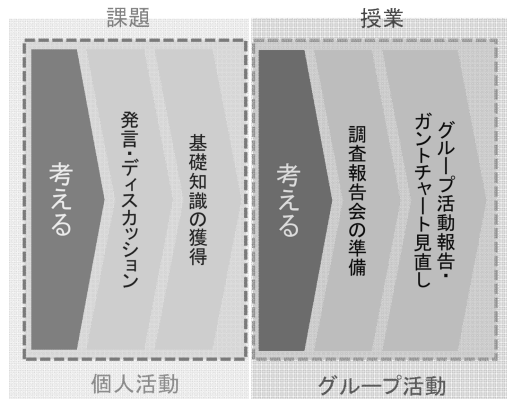 課題
授業
考える
発言・ディスカッション
基礎知識の獲得
考える
調査報告会の準備
グループ活動報告・
ガントチャート見直し
個人活動
グループ活動